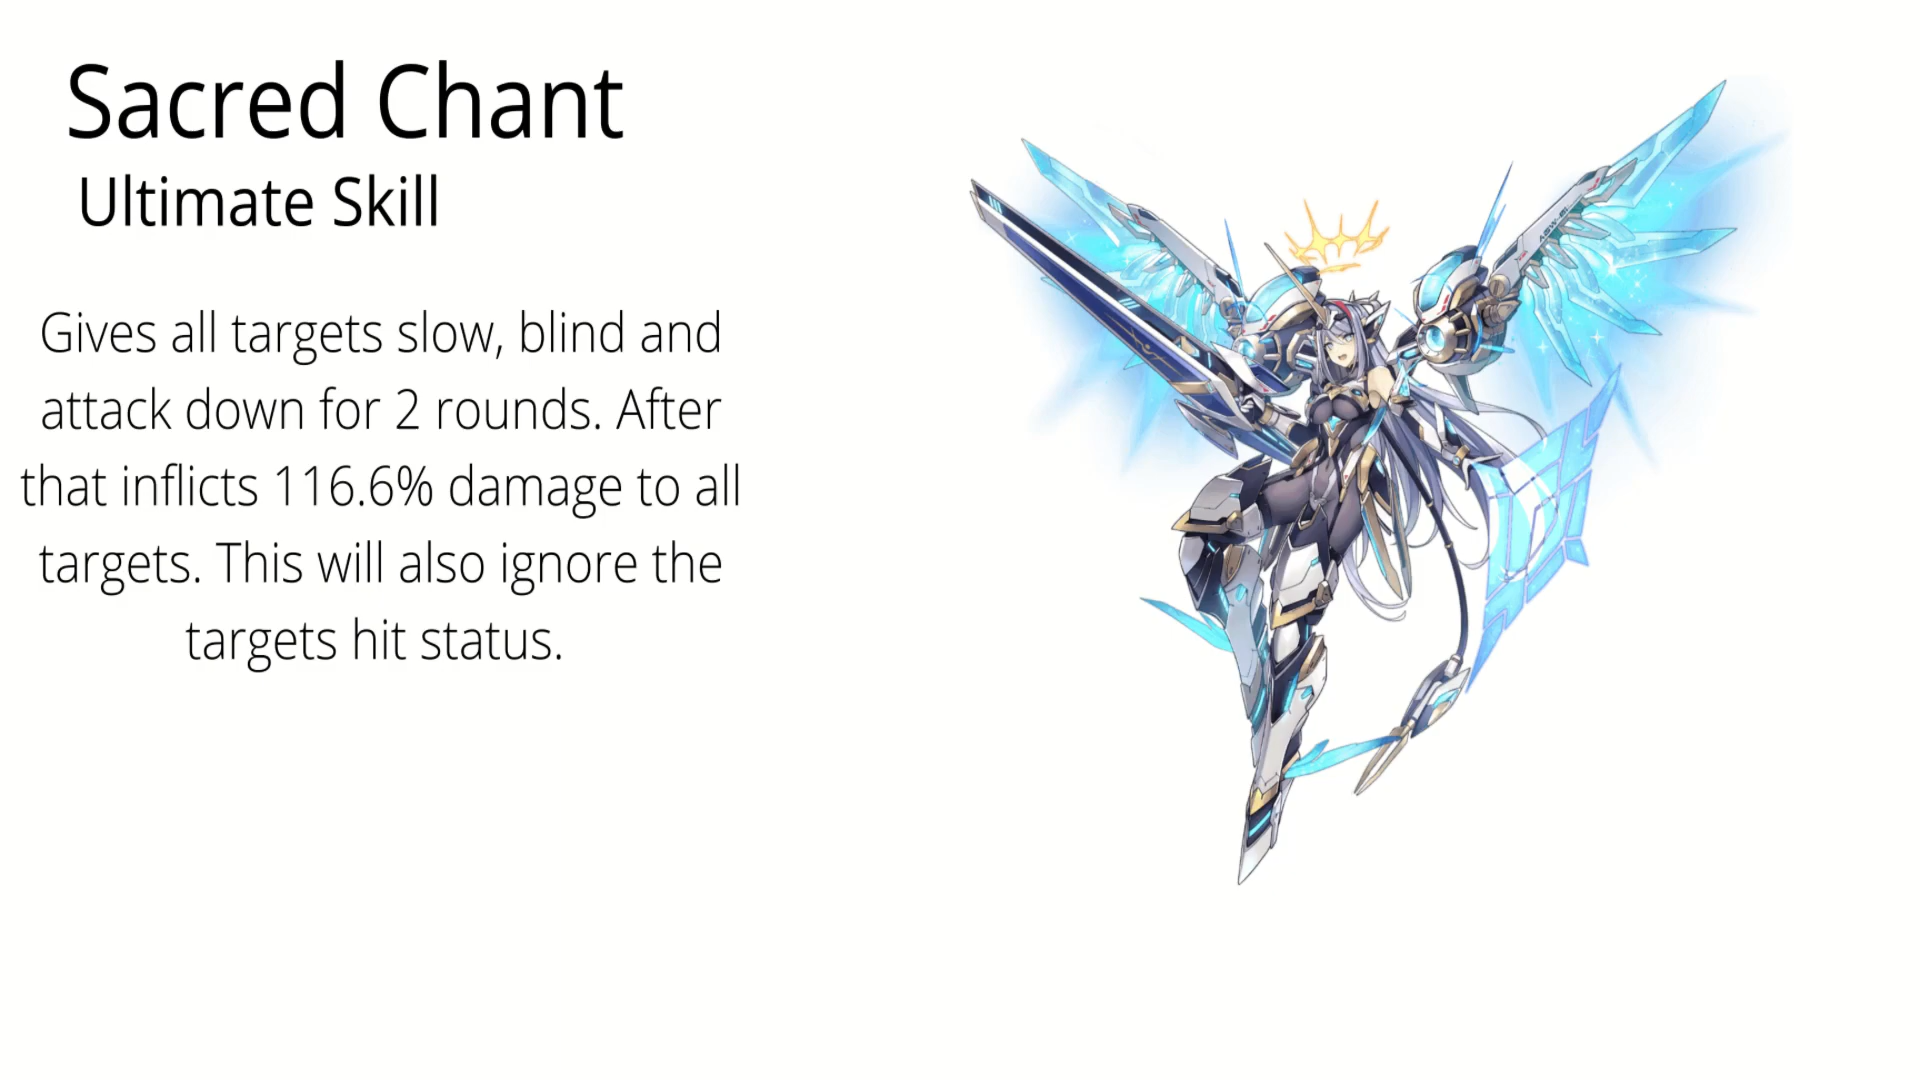 Sacred Chant
Ultimate Skill
Gives all targets slow, blind and
attack down for 2 rounds. After
that inflicts 116.6% damage to all
targets. This will also ignore the
targets hit status.